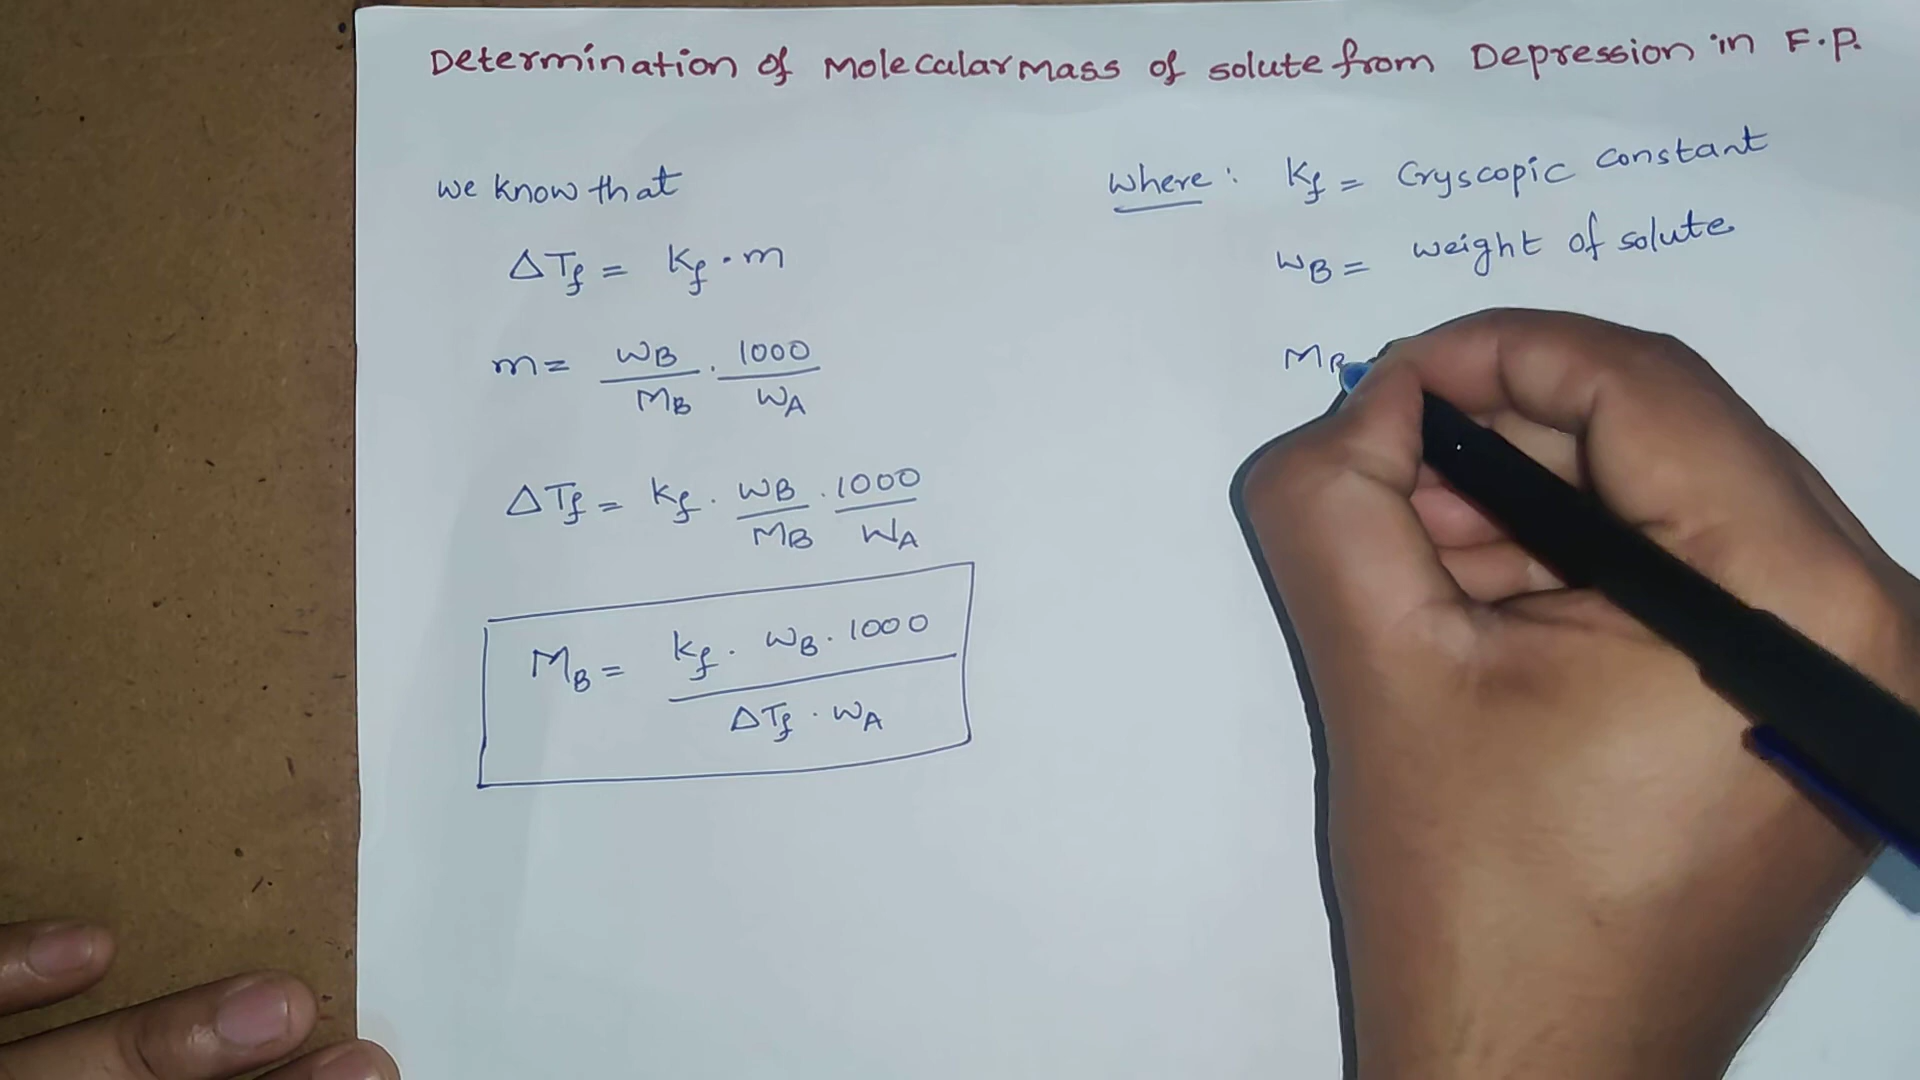 Determination of Molecular mass of solute from Depression in F.P.
we know that
ΔTf = Kf · m
m = WB / MB · 1000 / WA
ΔTf = Kf · WB / MB · 1000 / WA
MB = Kf · WB · 1000 / ΔTf · WA
Where : Kf = Cryscopic constant
WB = weight of solute
MB